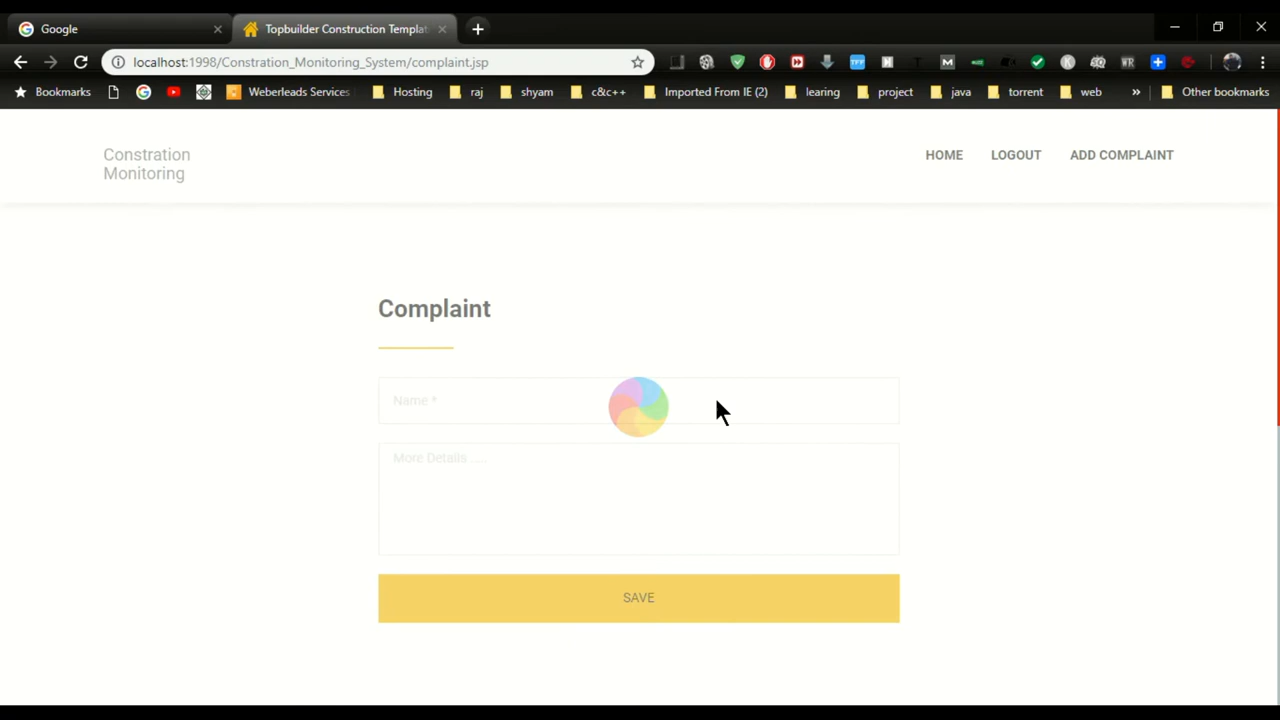 Google
Topbuilder Construction Templat
localhost:1998/Constration_Monitoring_System/complaint.jsp
Bookmarks Weberleads Services Hosting raj shyam c&c++ Imported From IE (2) learing project java torrent web » Other bookmarks
Constration
Monitoring
HOME LOGOUT ADD COMPLAINT
Complaint
Name *
More Details .....
SAVE